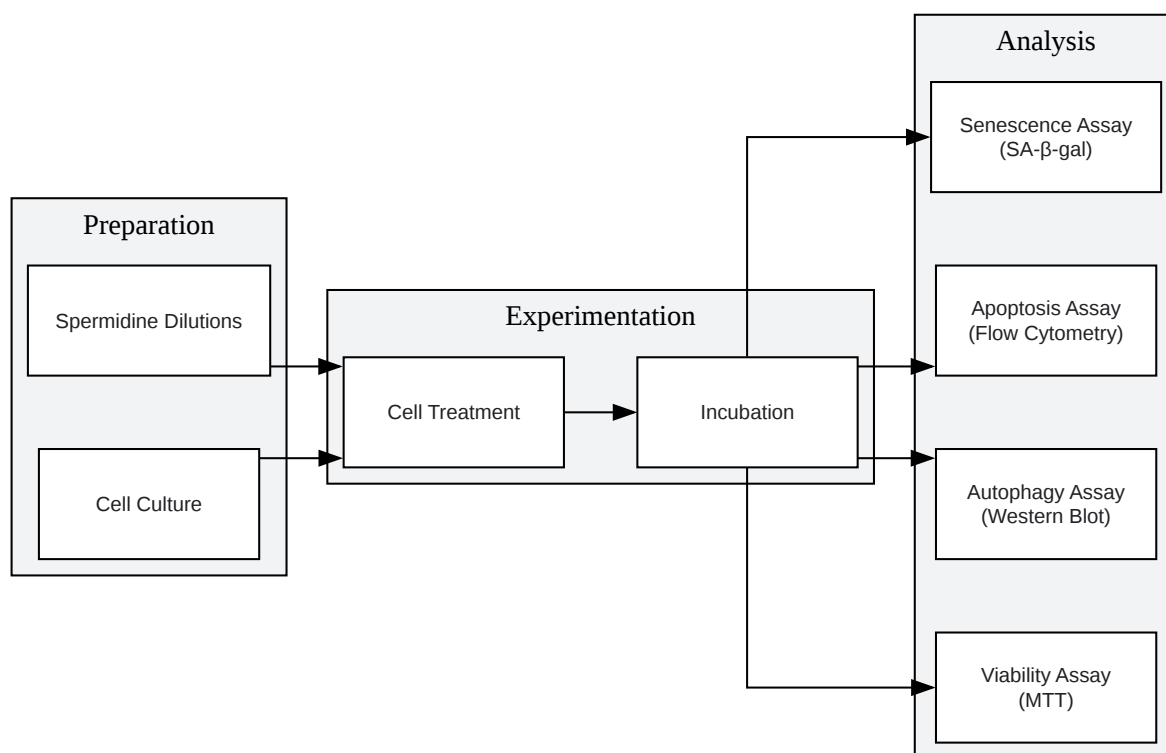 Preparation
Spermidine Dilutions
Cell Culture
Experimentation
Cell Treatment
Incubation
Analysis
Senescence Assay
(SA-β-gal)
Apoptosis Assay
(Flow Cytometry)
Autophagy Assay
(Western Blot)
Viability Assay
(MTT)